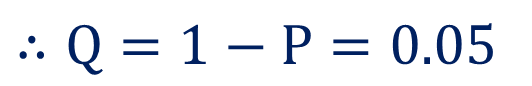 ∴ Q = 1 − P = 0.05